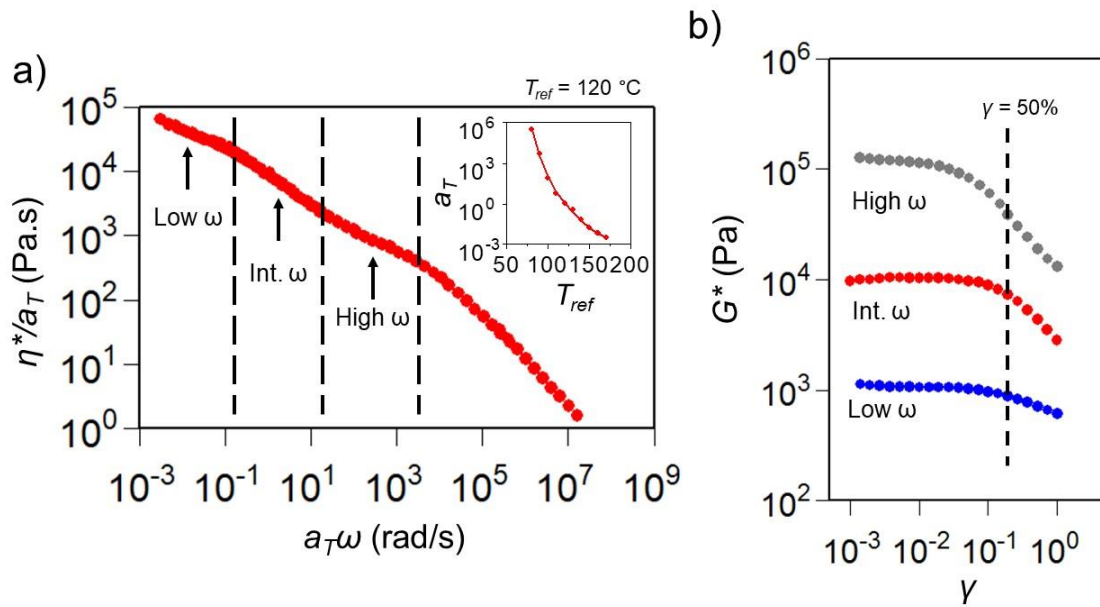 a)
T_ref = 120 °C
η*/a_T (Pa.s)
10^5
10^4
10^3
10^2
10^1
10^0
10^-3 10^-1 10^1 10^3 10^5 10^7 10^9
a_Tω (rad/s)
Low ω
Int. ω
High ω
a_T
10^6
10^3
10^0
10^-3
50 100 150 200
T_ref
b)
G* (Pa)
10^6
10^5
10^4
10^3
10^2
γ = 50%
High ω
Int. ω
Low ω
10^-3 10^-2 10^-1 10^0
γ